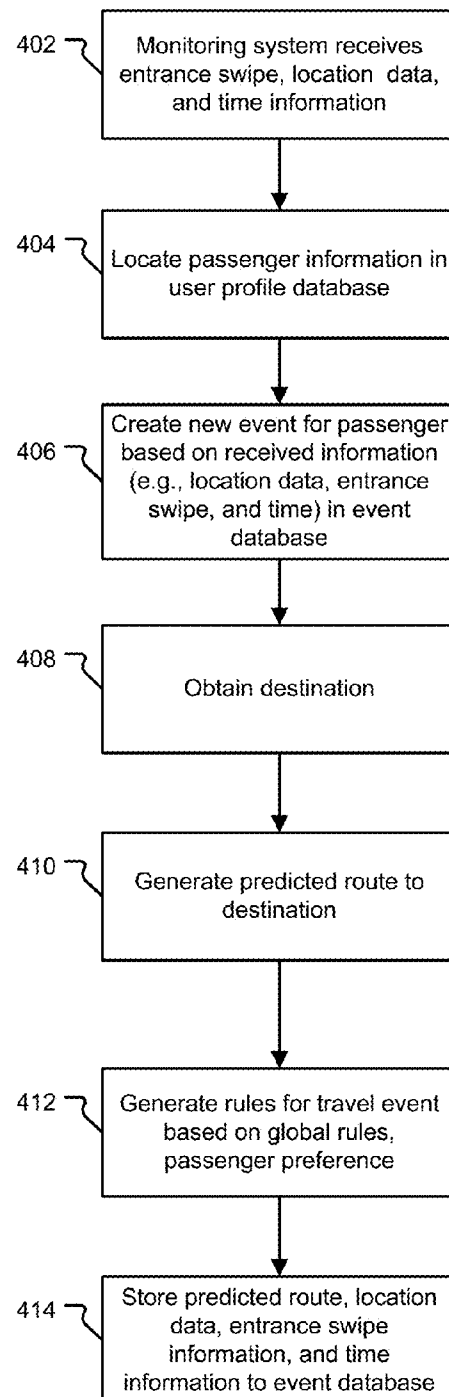 402
Monitoring system receives
entrance swipe, location data,
and time information
404
Locate passenger information in
user profile database
406
Create new event for passenger
based on received information
(e.g., location data, entrance
swipe, and time) in event
database
408
Obtain destination
410
Generate predicted route to
destination
412
Generate rules for travel event
based on global rules,
passenger preference
414
Store predicted route, location
data, entrance swipe
information, and time
information to event database